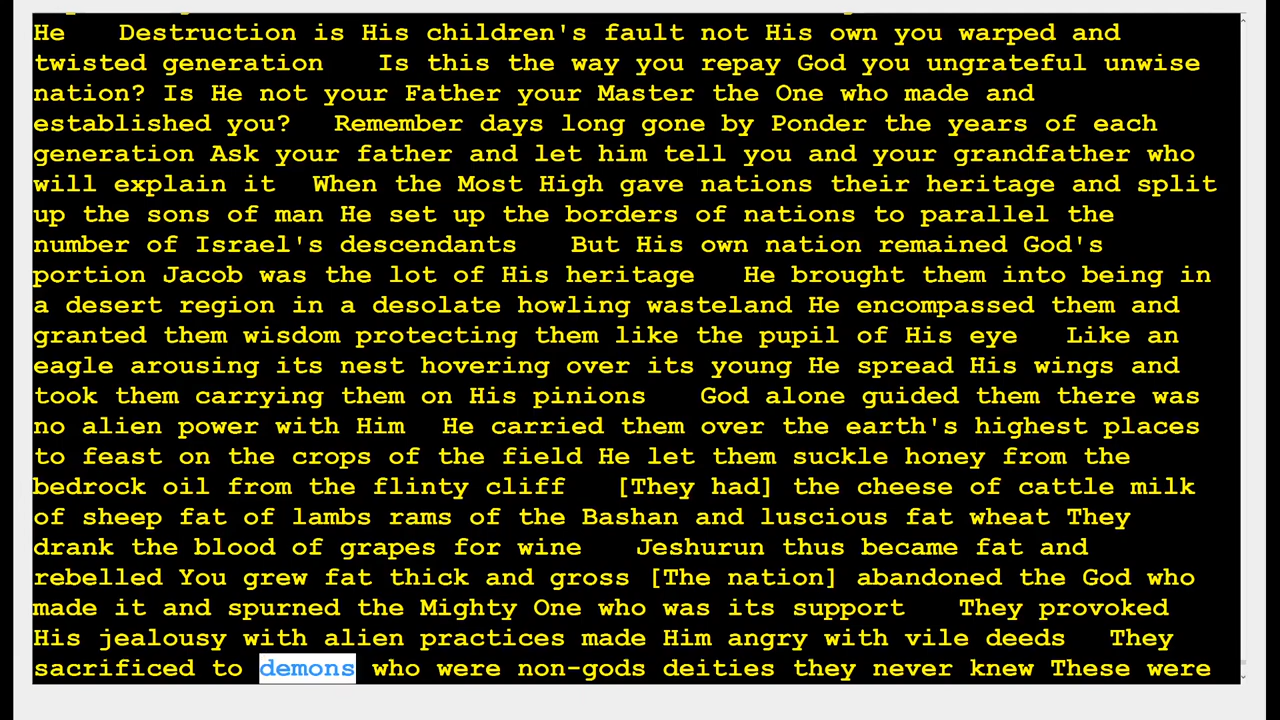 He   Destruction is His children's fault not His own you warped and
twisted generation   Is this the way you repay God you ungrateful unwise
nation? Is He not your Father your Master the One who made and
established you?   Remember days long gone by Ponder the years of each
generation Ask your father and let him tell you and your grandfather who
will explain it   When the Most High gave nations their heritage and split
up the sons of man He set up the borders of nations to parallel the
number of Israel's descendants   But His own nation remained God's
portion Jacob was the lot of His heritage   He brought them into being in
a desert region in a desolate howling wasteland He encompassed them and
granted them wisdom protecting them like the pupil of His eye   Like an
eagle arousing its nest hovering over its young He spread His wings and
took them carrying them on His pinions   God alone guided them there was
no alien power with Him   He carried them over the earth's highest places
to feast on the crops of the field He let them suckle honey from the
bedrock oil from the flinty cliff   [They had] the cheese of cattle milk
of sheep fat of lambs rams of the Bashan and luscious fat wheat They
drank the blood of grapes for wine   Jeshurun thus became fat and
rebelled You grew fat thick and gross [The nation] abandoned the God who
made it and spurned the Mighty One who was its support   They provoked
His jealousy with alien practices made Him angry with vile deeds   They
sacrificed to demons who were non-gods deities they never knew These were